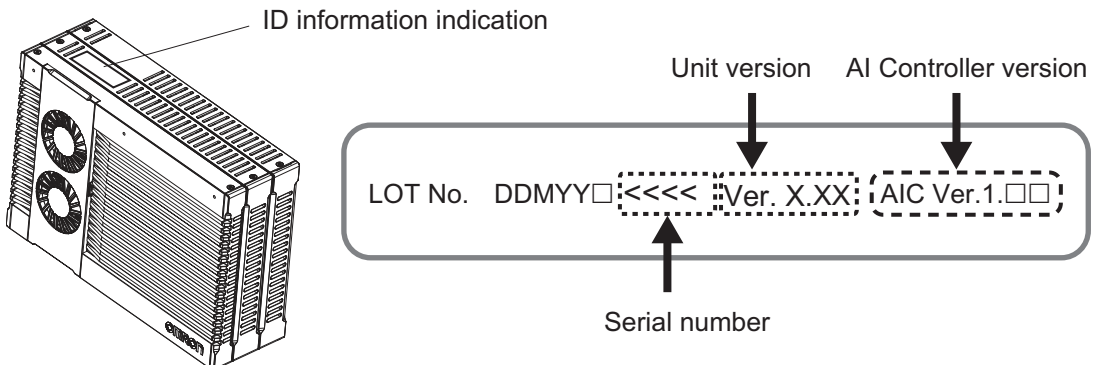 ID information indication
Unit version AI Controller version
LOT No. DDMYY□ <<<< Ver. X.XX AIC Ver.1.□□
Serial number
OMRON